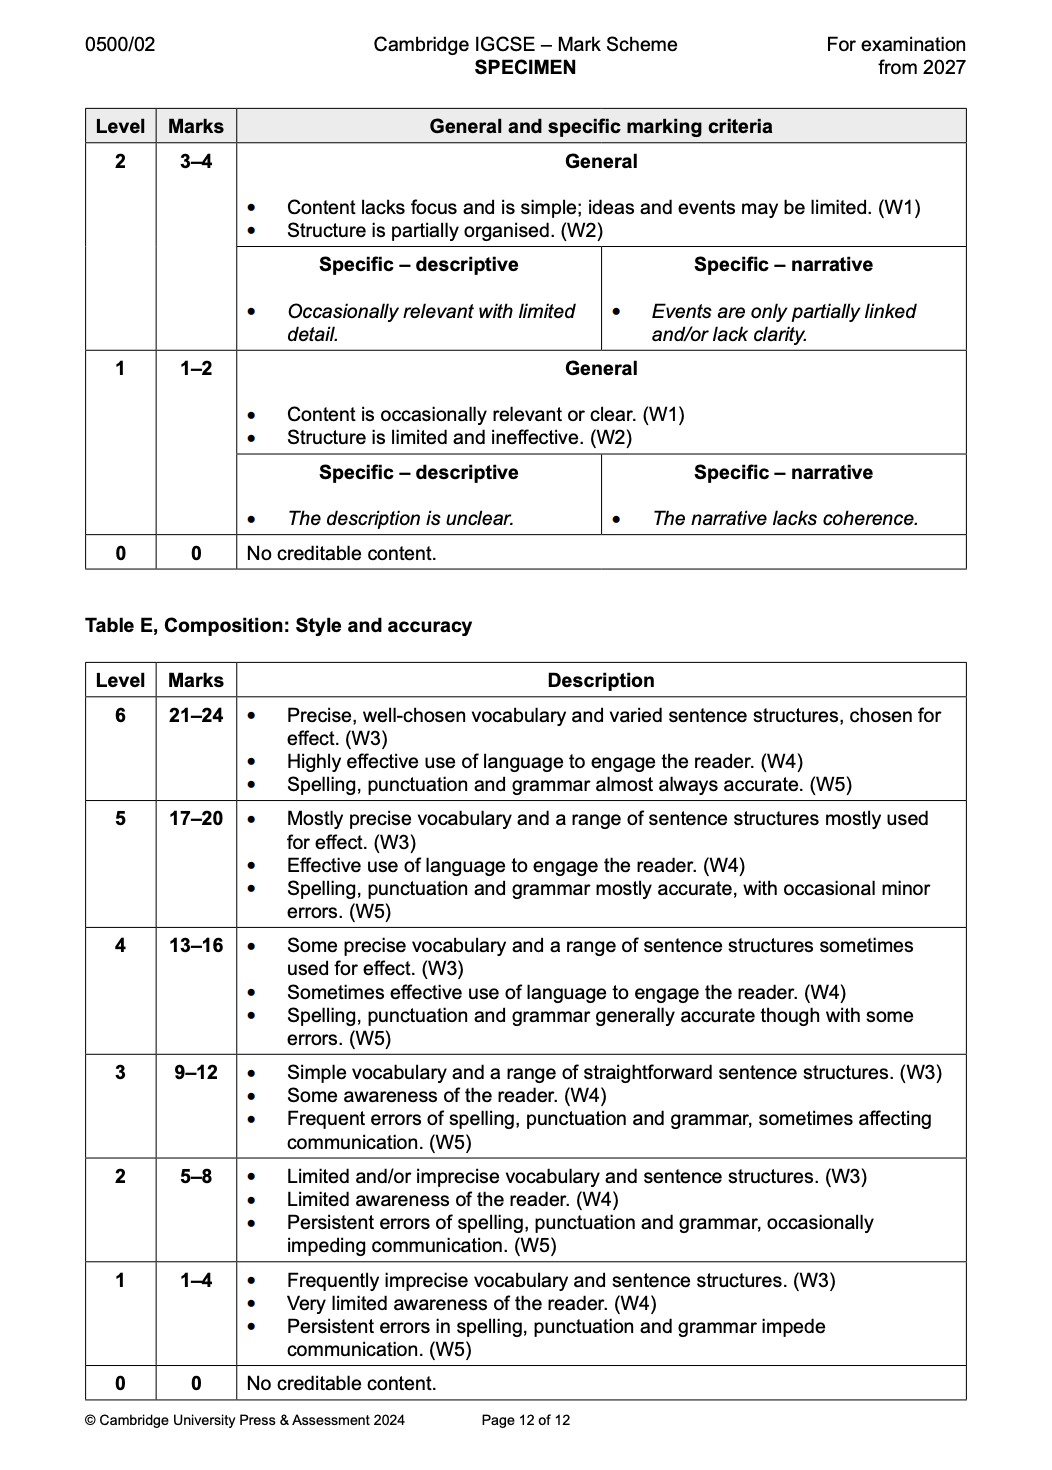 0500/02
Cambridge IGCSE – Mark Scheme
SPECIMEN
For examination
from 2027
Level Marks General and specific marking criteria
2 3–4 General
• Content lacks focus and is simple; ideas and events may be limited. (W1)
• Structure is partially organised. (W2)
Specific – descriptive
• Occasionally relevant with limited
detail.
Specific – narrative
• Events are only partially linked
and/or lack clarity.
1 1–2 General
• Content is occasionally relevant or clear. (W1)
• Structure is limited and ineffective. (W2)
Specific – descriptive
• The description is unclear.
Specific – narrative
• The narrative lacks coherence.
0 0 No creditable content.
Table E, Composition: Style and accuracy
Level Marks Description
6 21–24 • Precise, well-chosen vocabulary and varied sentence structures, chosen for
effect. (W3)
• Highly effective use of language to engage the reader. (W4)
• Spelling, punctuation and grammar almost always accurate. (W5)
5 17–20 • Mostly precise vocabulary and a range of sentence structures mostly used
for effect. (W3)
• Effective use of language to engage the reader. (W4)
• Spelling, punctuation and grammar mostly accurate, with occasional minor
errors. (W5)
4 13–16 • Some precise vocabulary and a range of sentence structures sometimes
used for effect. (W3)
• Sometimes effective use of language to engage the reader. (W4)
• Spelling, punctuation and grammar generally accurate though with some
errors. (W5)
3 9–12 • Simple vocabulary and a range of straightforward sentence structures. (W3)
• Some awareness of the reader. (W4)
• Frequent errors of spelling, punctuation and grammar, sometimes affecting
communication. (W5)
2 5–8 • Limited and/or imprecise vocabulary and sentence structures. (W3)
• Limited awareness of the reader. (W4)
• Persistent errors of spelling, punctuation and grammar, occasionally
impeding communication. (W5)
1 1–4 • Frequently imprecise vocabulary and sentence structures. (W3)
• Very limited awareness of the reader. (W4)
• Persistent errors in spelling, punctuation and grammar impede
communication. (W5)
0 0 No creditable content.
© Cambridge University Press & Assessment 2024 Page 12 of 12